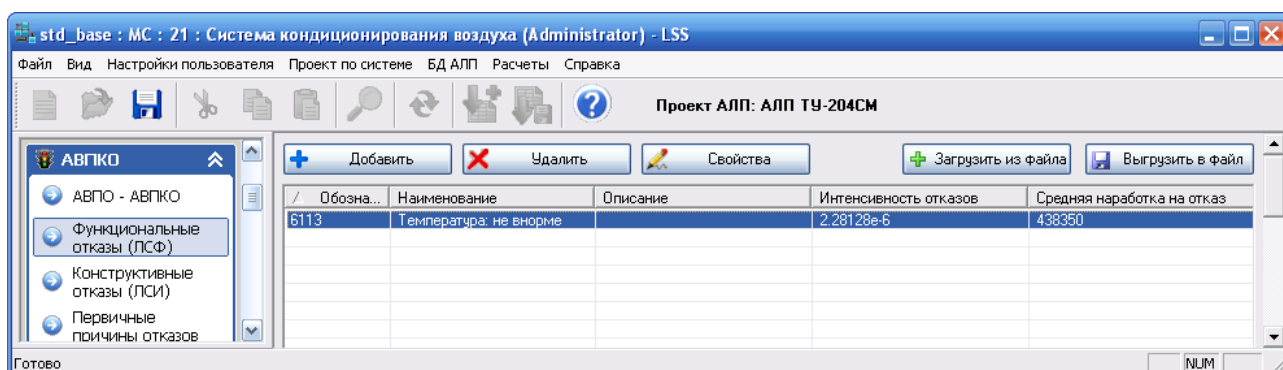 std_base : МС : 21 : Система кондиционирования воздуха (Administrator) - LSS
Файл Вид Настройки пользователя Проект по системе БД АЛП Расчеты Справка
Проект АЛП: АЛП ТУ-204СМ
АВПКО
Добавить Удалить Свойства Загрузить из файла Выгрузить в файл
АВПО - АВПКО
Обозна... Наименование Описание Интенсивность отказов Средняя наработка на отказ
6113 Температура: не внорме 2.28128e-6 438350
Функциональные
отказы (ЛСФ)
Конструктивные
отказы (ЛСИ)
Первичные
причины отказов
Готово NUM